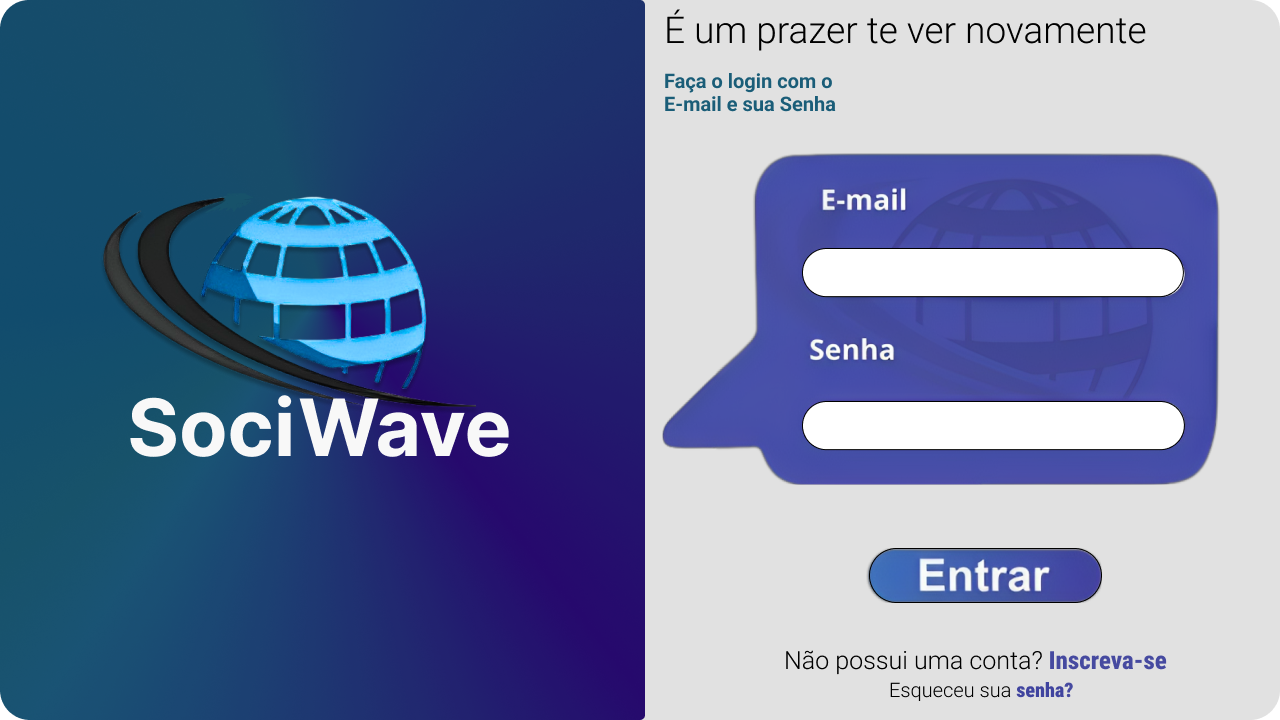 SociWave
É um prazer te ver novamente
Faça o login com o
E-mail e sua Senha
E-mail
Senha
Entrar
Não possui uma conta? Inscreva-se
Esqueceu sua senha?